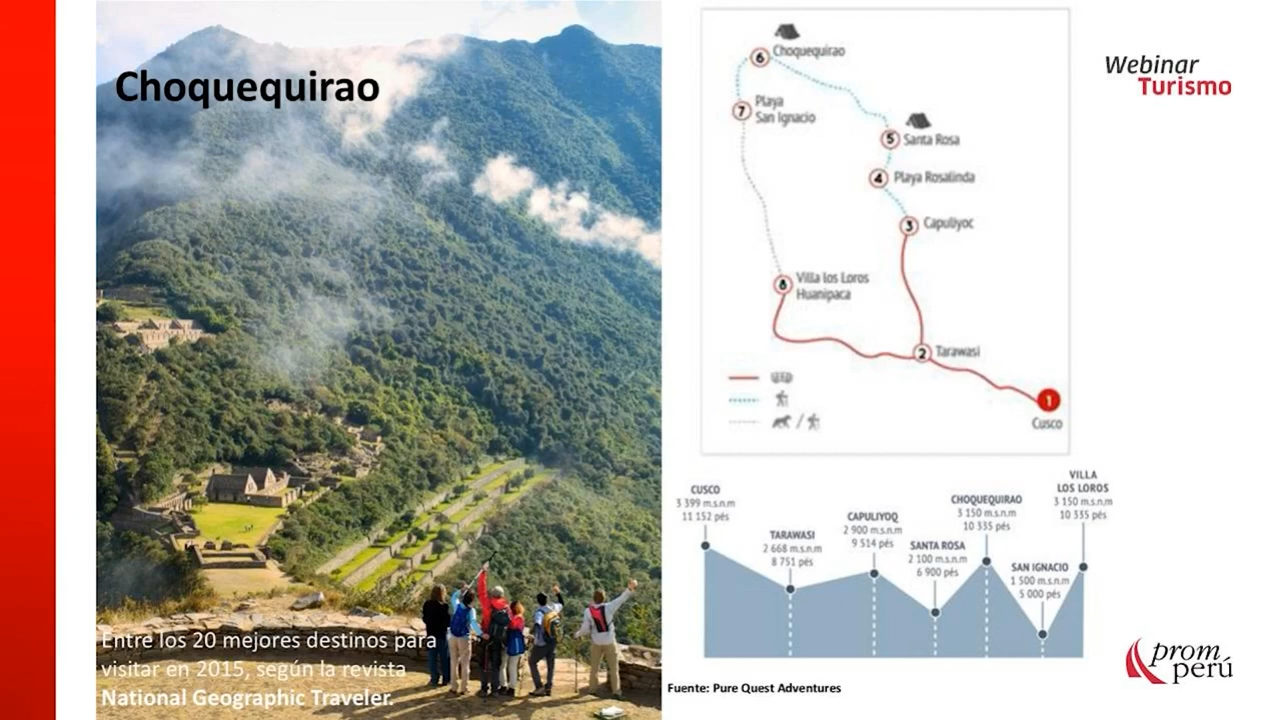 Choquequirao
Entre los 20 mejores destinos para
visitar en 2015, según la revista
National Geographic Traveler.
6
Choquequirao
7
Playa
San Ignacio
5
Santa Rosa
4
Playa Rosalinda
3
Capuliyoc
8
Villa los Loros
Huanipaca
2
Tarawasi
1
Cusco
/
Webinar
Turismo
CUSCO
3 399 m.s.n.m
11 152 pés
TARAWASI
2 668 m.s.n.m
8 751 pés
CAPULIYOQ
2 900 m.s.n.m
9 514 pés
SANTA ROSA
2 100 m.s.n.m
6 900 pés
CHOQUEQUIRAO
3 150 m.s.n.m
10 335 pés
SAN IGNACIO
1 500 m.s.n.m
5 000 pés
VILLA
LOS LOROS
3 150 m.s.n.m
10 335 pés
Fuente: Pure Quest Adventures
prom
perú